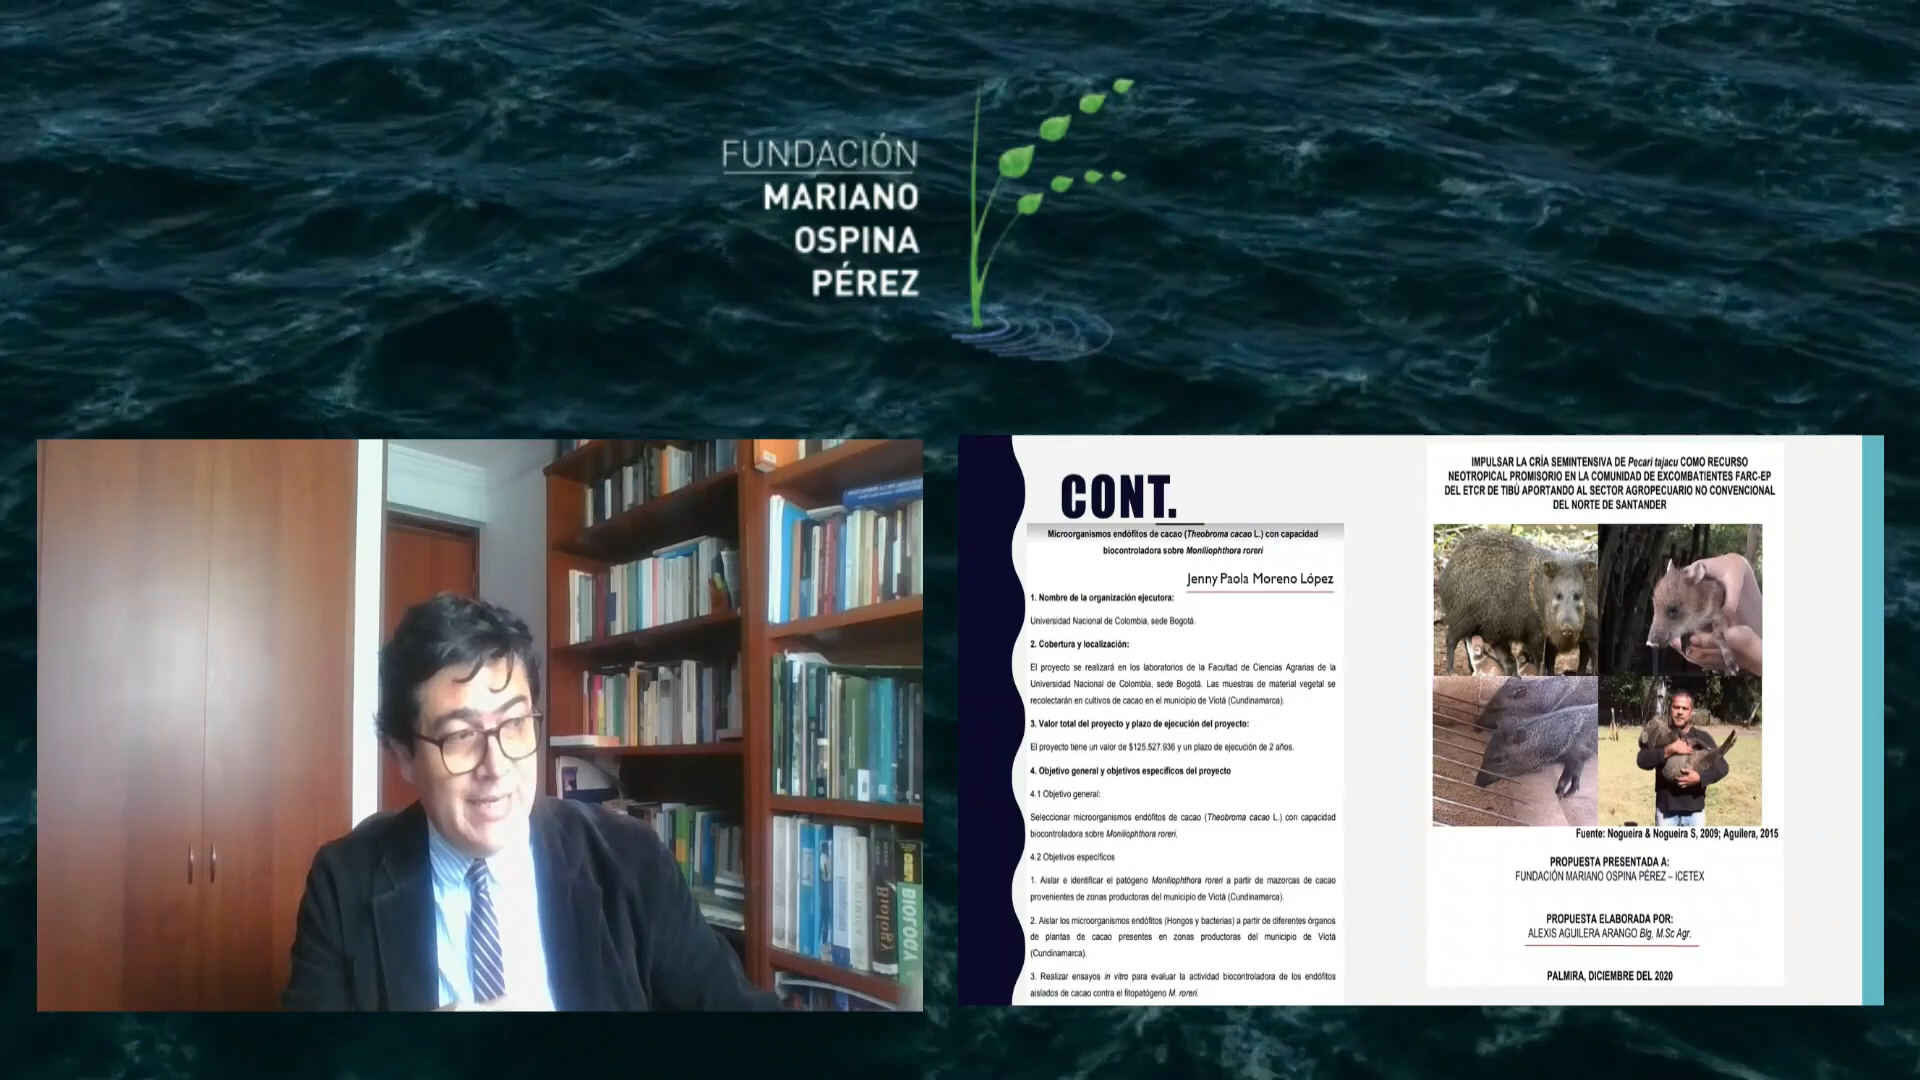 FUNDACIÓN
MARIANO
OSPINA
PÉREZ
BIOLOGÍA
Biology
CONT.
Microorganismos endófitos de cacao (Theobroma cacao L.) con capacidad
biocontroladora sobre Moniliophthora roreri
Jenny Paola Moreno López
1. Nombre de la organización ejecutora:
Universidad Nacional de Colombia, sede Bogotá.
2. Cobertura y localización:
El proyecto se realizará en los laboratorios de la Facultad de Ciencias Agrarias de la
Universidad Nacional de Colombia, sede Bogotá. Las muestras de material vegetal se
recolectarán en cultivos de cacao en el municipio de Viotá (Cundinamarca).
3. Valor total del proyecto y plazo de ejecución del proyecto:
El proyecto tiene un valor de $125.527.936 y un plazo de ejecución de 2 años.
4. Objetivo general y objetivos específicos del proyecto
4.1 Objetivo general:
Seleccionar microorganismos endófitos de cacao (Theobroma cacao L.) con capacidad
biocontroladora sobre Moniliophthora roreri.
4.2 Objetivos específicos
1. Aislar e identificar el patógeno Moniliophthora roreri a partir de mazorcas de cacao
provenientes de zonas productoras del municipio de Viotá (Cundinamarca).
2. Aislar los microorganismos endófitos (Hongos y bacterias) a partir de diferentes órganos
de plantas de cacao presentes en zonas productoras del municipio de Viotá
(Cundinamarca).
3. Realizar ensayos in vitro para evaluar la actividad biocontroladora de los endófitos
aislados de cacao contra el fitopatógeno M. roreri.
IMPULSAR LA CRÍA SEMINTENSIVA DE Pecari tajacu COMO RECURSO
NEOTROPICAL PROMISORIO EN LA COMUNIDAD DE EXCOMBATIENTES FARC-EP
DEL ETCR DE TIBÚ APORTANDO AL SECTOR AGROPECUARIO NO CONVENCIONAL
DEL NORTE DE SANTANDER
Fuente: Nogueira & Nogueira S, 2009; Aguilera, 2015
PROPUESTA PRESENTADA A:
FUNDACIÓN MARIANO OSPINA PÉREZ – ICETEX
PROPUESTA ELABORADA POR:
ALEXIS AGUILERA ARANGO Blg, M.Sc Agr.
PALMIRA, DICIEMBRE DEL 2020